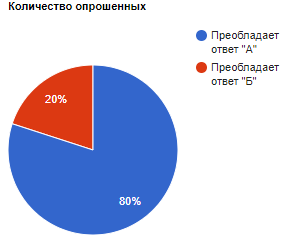 Количество опрошенных
Преобладает
ответ "А"
Преобладает
ответ "Б"
20%
80%